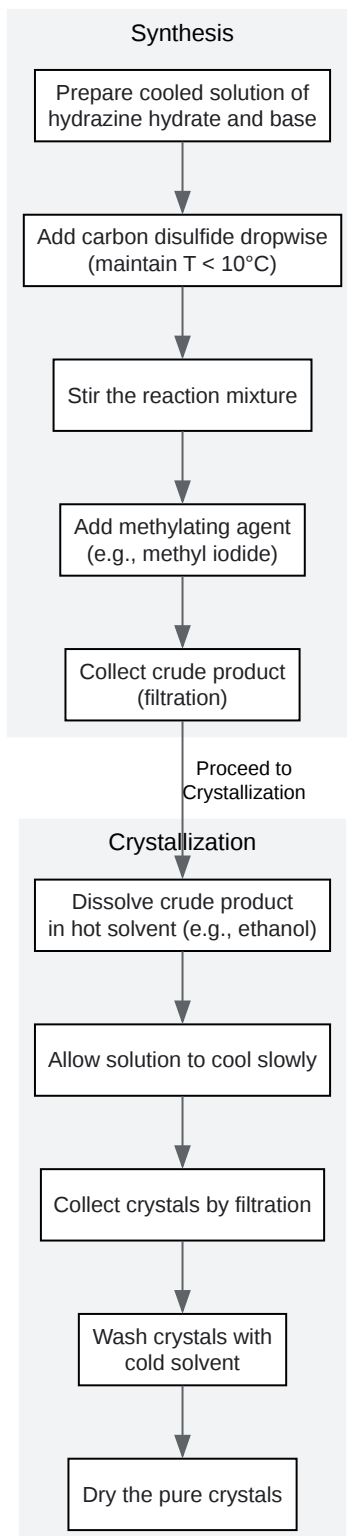 Synthesis
Prepare cooled solution of
hydrazine hydrate and base
Add carbon disulfide dropwise
(maintain T < 10°C)
Stir the reaction mixture
Add methylating agent
(e.g., methyl iodide)
Collect crude product
(filtration)
Proceed to
Crystallization
Crystallization
Dissolve crude product
in hot solvent (e.g., ethanol)
Allow solution to cool slowly
Collect crystals by filtration
Wash crystals with
cold solvent
Dry the pure crystals